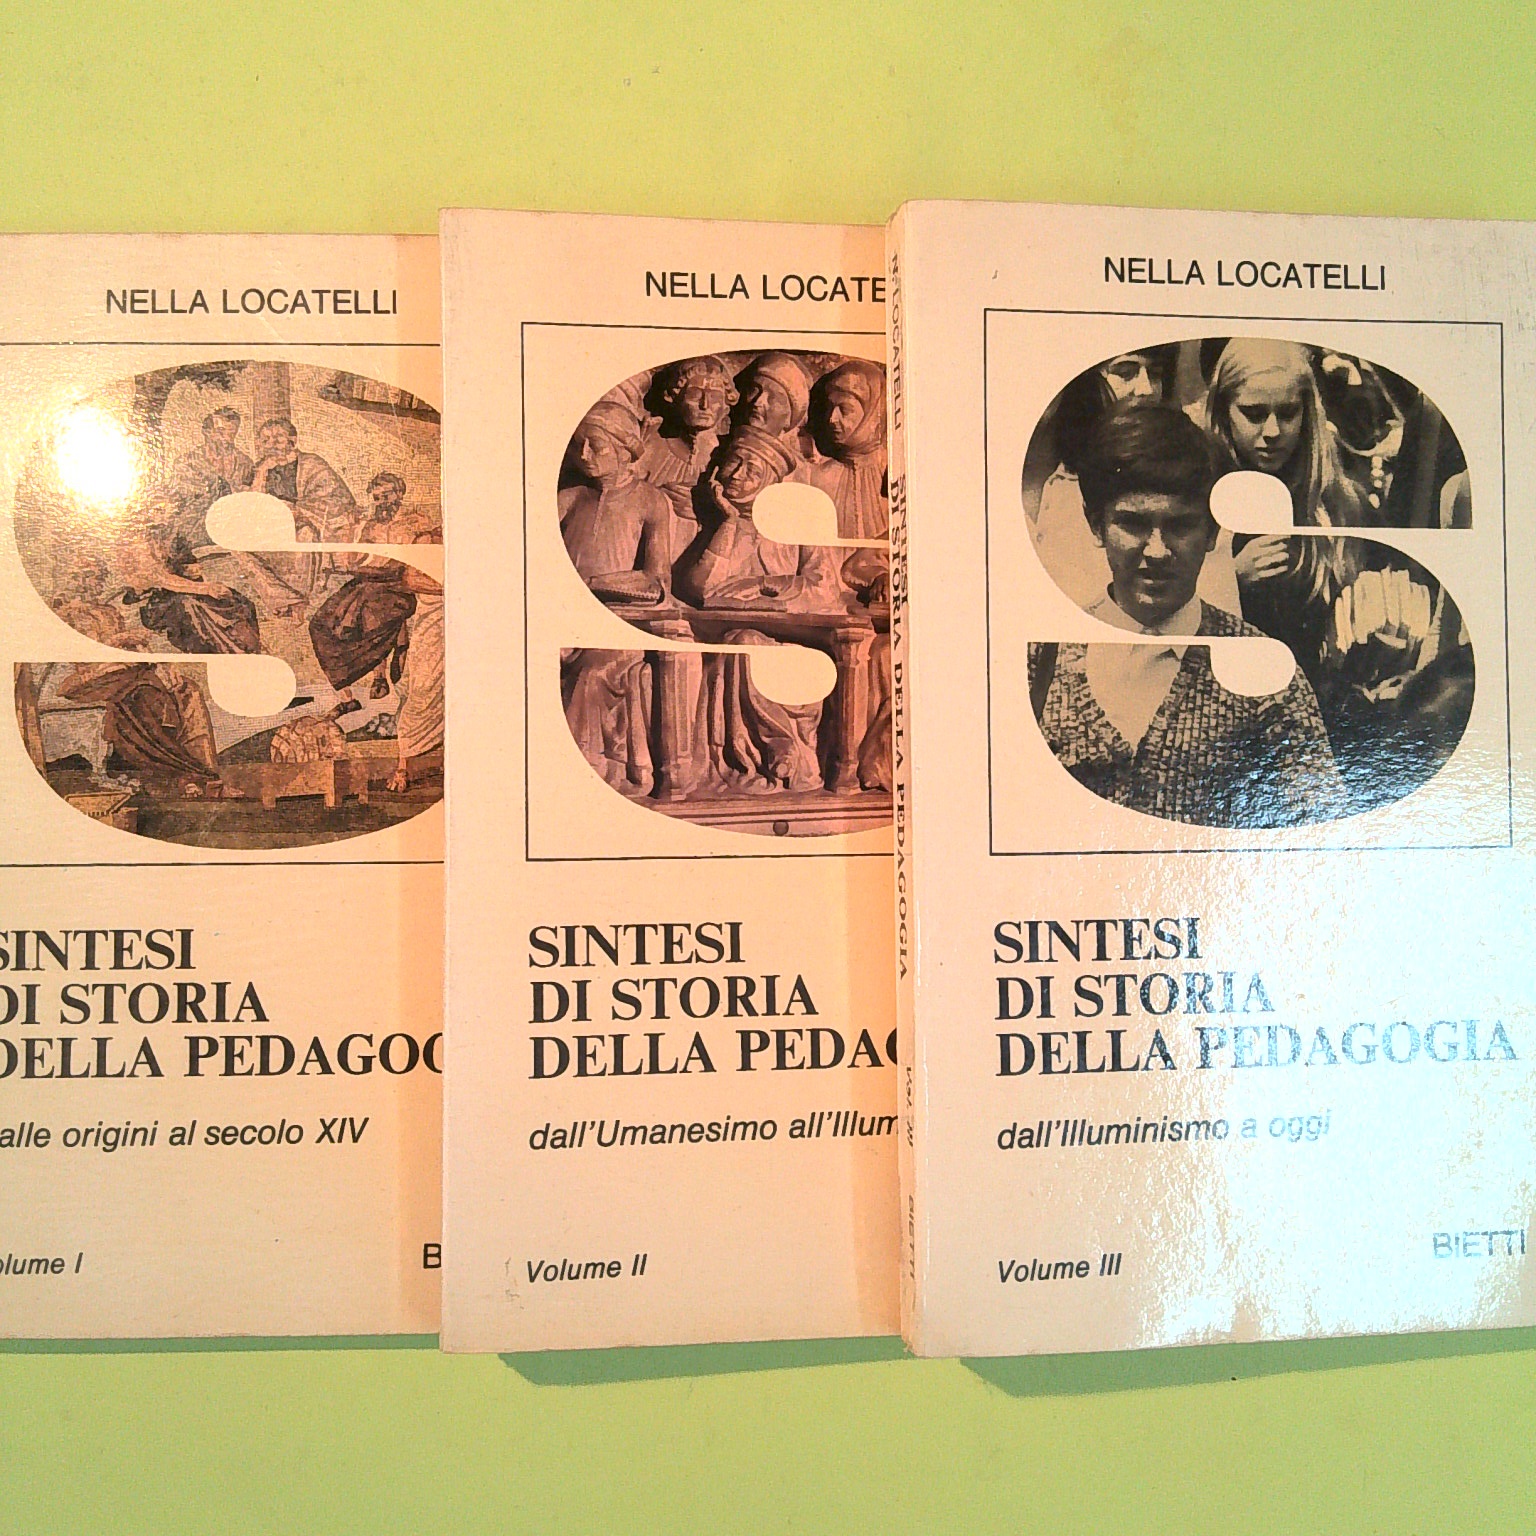 NELLA LOCATELLI
SINTESI
DI STORIA
DELLA PEDAGOG
alle origini al secolo XIV
olume I
B
NELLA LOCATE
SINTESI
DI STORIA
DELLA PEDAG
dall'Umanesimo all'Illum
Volume II
N. LOCATELLI
SINTESI
DI STORIA DELLA PEDAGOGIA
BIETTI
NELLA LOCATELLI
SINTESI
DI STORIA
DELLA PEDAGOGIA
dall'Illuminismo a oggi
Volume III
BIETTI